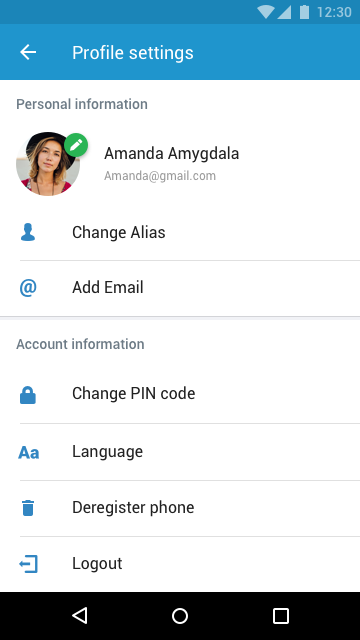 12:30
Profile settings
Personal information
Amanda Amygdala
Amanda@gmail.com
Change Alias
@ Add Email
Account information
Change PIN code
Aa Language
Deregister phone
Logout